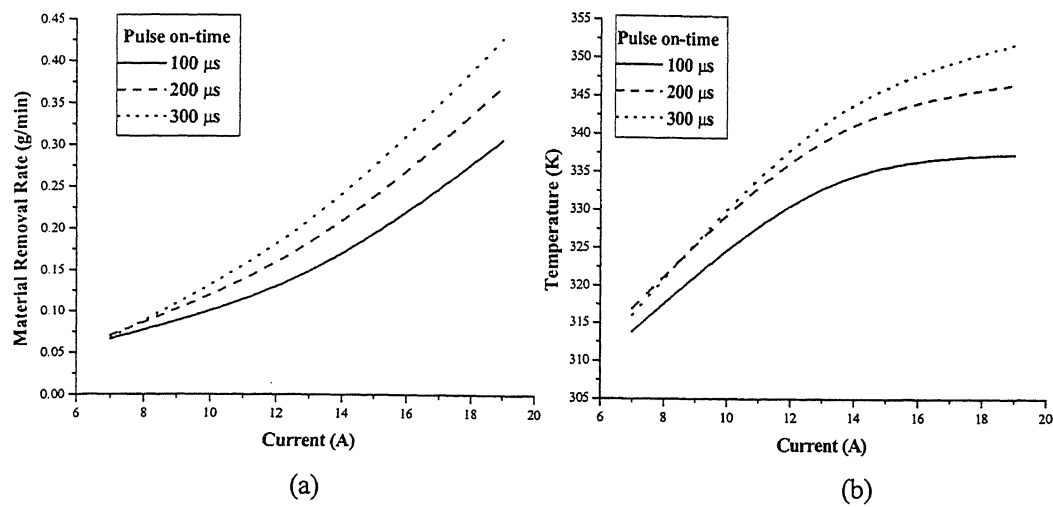 Pulse on-time
100 μs
200 μs
300 μs
0.45
0.40
0.35
0.30
0.25
0.20
0.15
0.10
0.05
0.00
Material Removal Rate (g/min)
6 8 10 12 14 16 18 20
Current (A)
(a)
Pulse on-time
100 μs
200 μs
300 μs
355
350
345
340
335
330
325
320
315
310
305
Temperature (K)
6 8 10 12 14 16 18 20
Current (A)
(b)